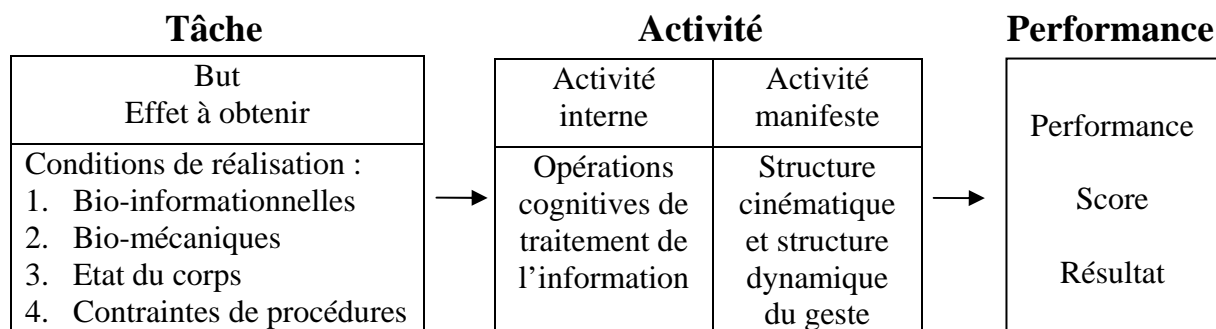 Tâche
But
Effet à obtenir
Conditions de réalisation :
1. Bio-informationnelles
2. Bio-mécaniques
3. Etat du corps
4. Contraintes de procédures
Activité
Activité
interne
Opérations
cognitives de
traitement de
l’information
Activité
manifeste
Structure
cinématique
et structure
dynamique
du geste
Performance
Performance
Score
Résultat